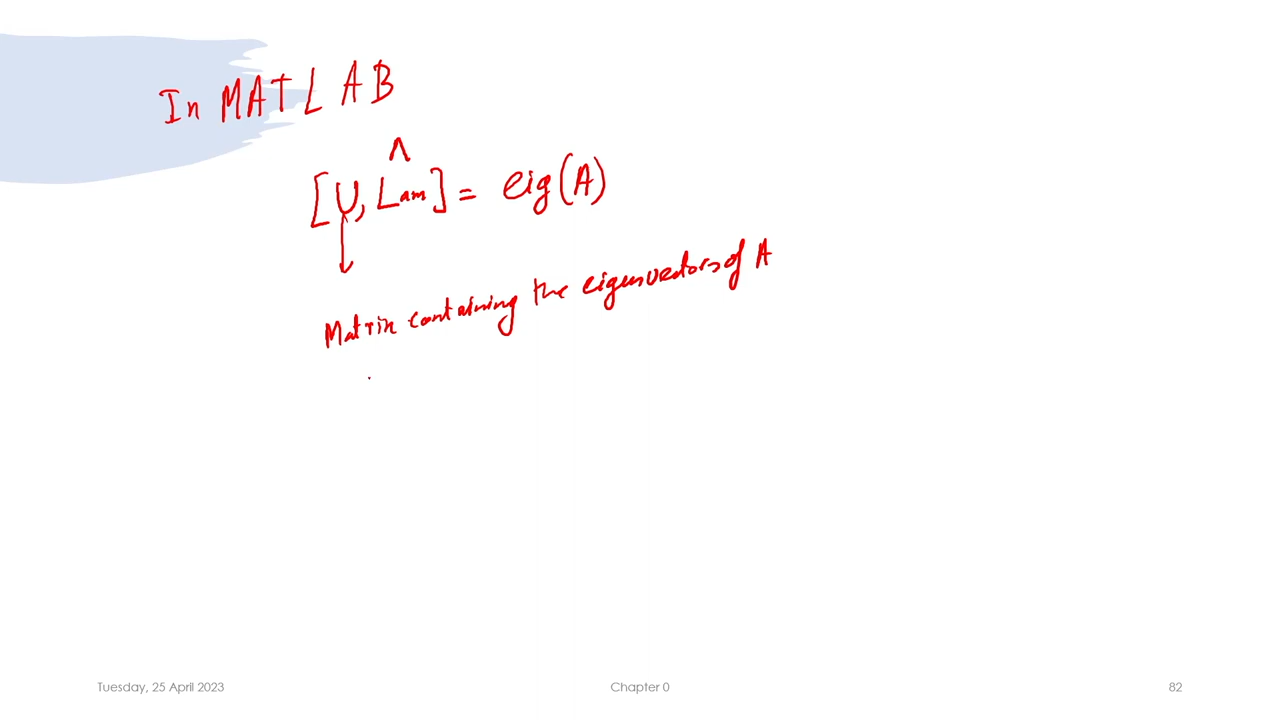 In MATLAB
Λ
[U, Lam] = eig(A)
Matrix containing the eigenvectors of A
Tuesday, 25 April 2023
Chapter 0
82